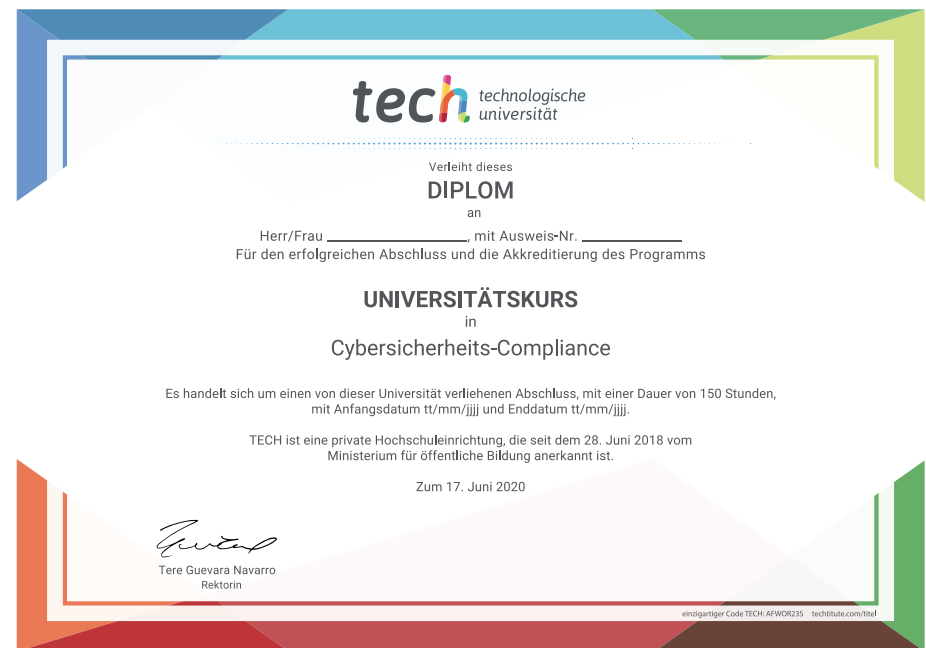 tech technologische
universität
Verleiht dieses
DIPLOM
an
Herr/Frau ____________________, mit Ausweis-Nr. ______________
Für den erfolgreichen Abschluss und die Akkreditierung des Programms
UNIVERSITÄTSKURS
in
Cybersicherheits-Compliance
Es handelt sich um einen von dieser Universität verliehenen Abschluss, mit einer Dauer von 150 Stunden,
mit Anfangsdatum tt/mm/jjjj und Enddatum tt/mm/jjjj.
TECH ist eine private Hochschuleinrichtung, die seit dem 28. Juni 2018 vom
Ministerium für öffentliche Bildung anerkannt ist.
Zum 17. Juni 2020
Tere Guevara Navarro
Rektorin
einzigartiger Code TECH: AFWOR23S techtitute.com/titel